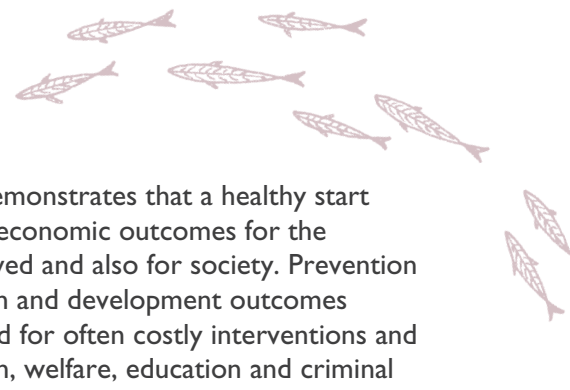 emonstrates that a healthy start
economic outcomes for the
ved and also for society. Prevention
n and development outcomes
d for often costly interventions and
n, welfare, education and criminal